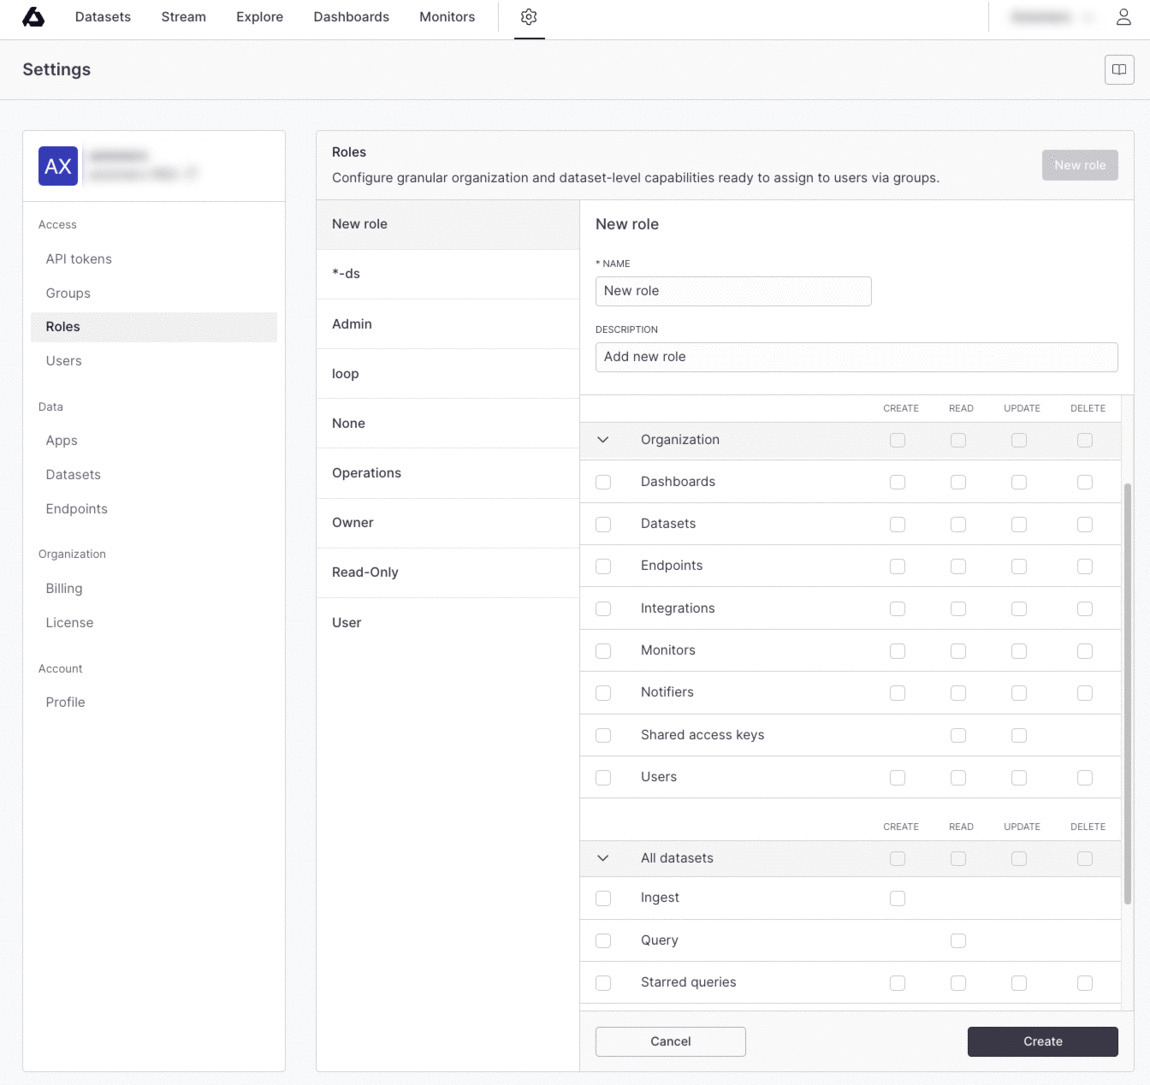 Datasets Stream Explore Dashboards Monitors
Settings
AX
Access
API tokens
Groups
Roles
Users
Data
Apps
Datasets
Endpoints
Organization
Billing
License
Account
Profile
Roles
Configure granular organization and dataset-level capabilities ready to assign to users via groups.
New role
New role
*-ds
Admin
loop
None
Operations
Owner
Read-Only
User
New role
* NAME
New role
DESCRIPTION
Add new role
CREATE READ UPDATE DELETE
Organization
Dashboards
Datasets
Endpoints
Integrations
Monitors
Notifiers
Shared access keys
Users
CREATE READ UPDATE DELETE
All datasets
Ingest
Query
Starred queries
Cancel
Create